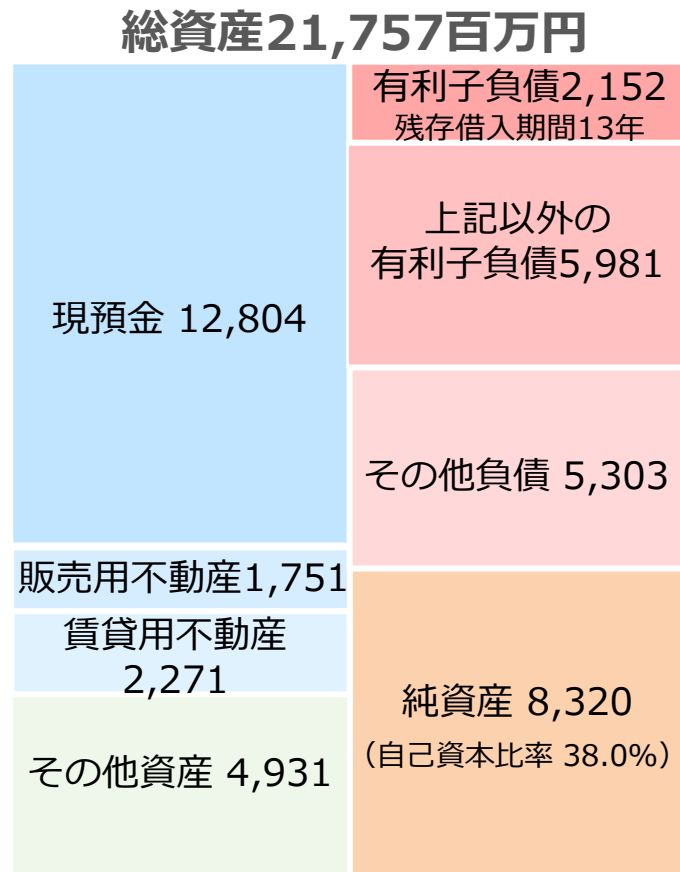 総資産21,757百万円
現預金 12,804
販売用不動産1,751
賃貸用不動産
2,271
その他資産 4,931
有利子負債2,152
残存借入期間13年
上記以外の
有利子負債5,981
その他負債 5,303
純資産 8,320
（自己資本比率 38.0%）